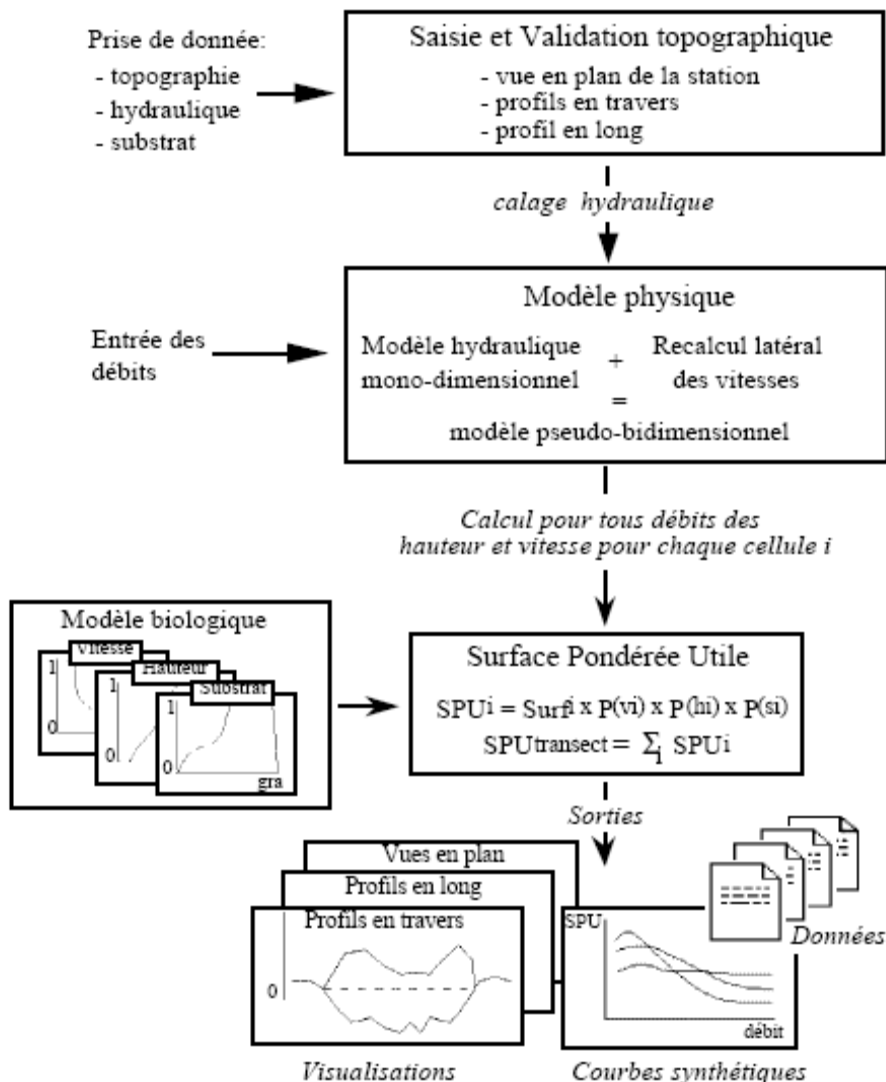 Prise de donnée:
- topographie
- hydraulique
- substrat
Saisie et Validation topographique
- vue en plan de la station
- profils en travers
- profil en long
calage hydraulique
Entrée des
débits
Modèle physique
Modèle hydraulique
mono-dimensionnel
+
Recalcul latéral
des vitesses
=
modèle pseudo-bidimensionnel
Calcul pour tous débits des
hauteur et vitesse pour chaque cellule i
Modèle biologique
Vitesse
1
0
Hauteur
1
0
Substrat
1
0
gra
Surface Pondérée Utile
SPUi = Surfi x P(vi) x P(hi) x P(si)
SPUtransect = Σi SPUi
Sorties
Vues en plan
Profils en long
Profils en travers
0
SPU
débit
Données
Visualisations
Courbes synthétiques